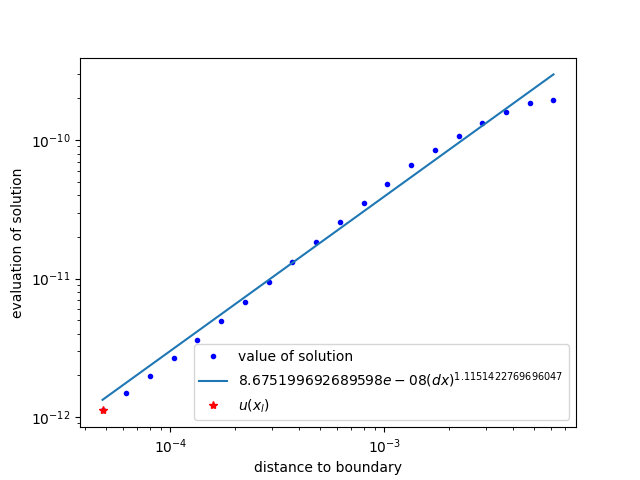 10⁻¹⁰
10⁻¹¹
10⁻¹²
evaluation of solution
value of solution
8.675199692689598e − 08(dx)^1.1151422769696047
u(x_l)
10⁻⁴
10⁻³
distance to boundary